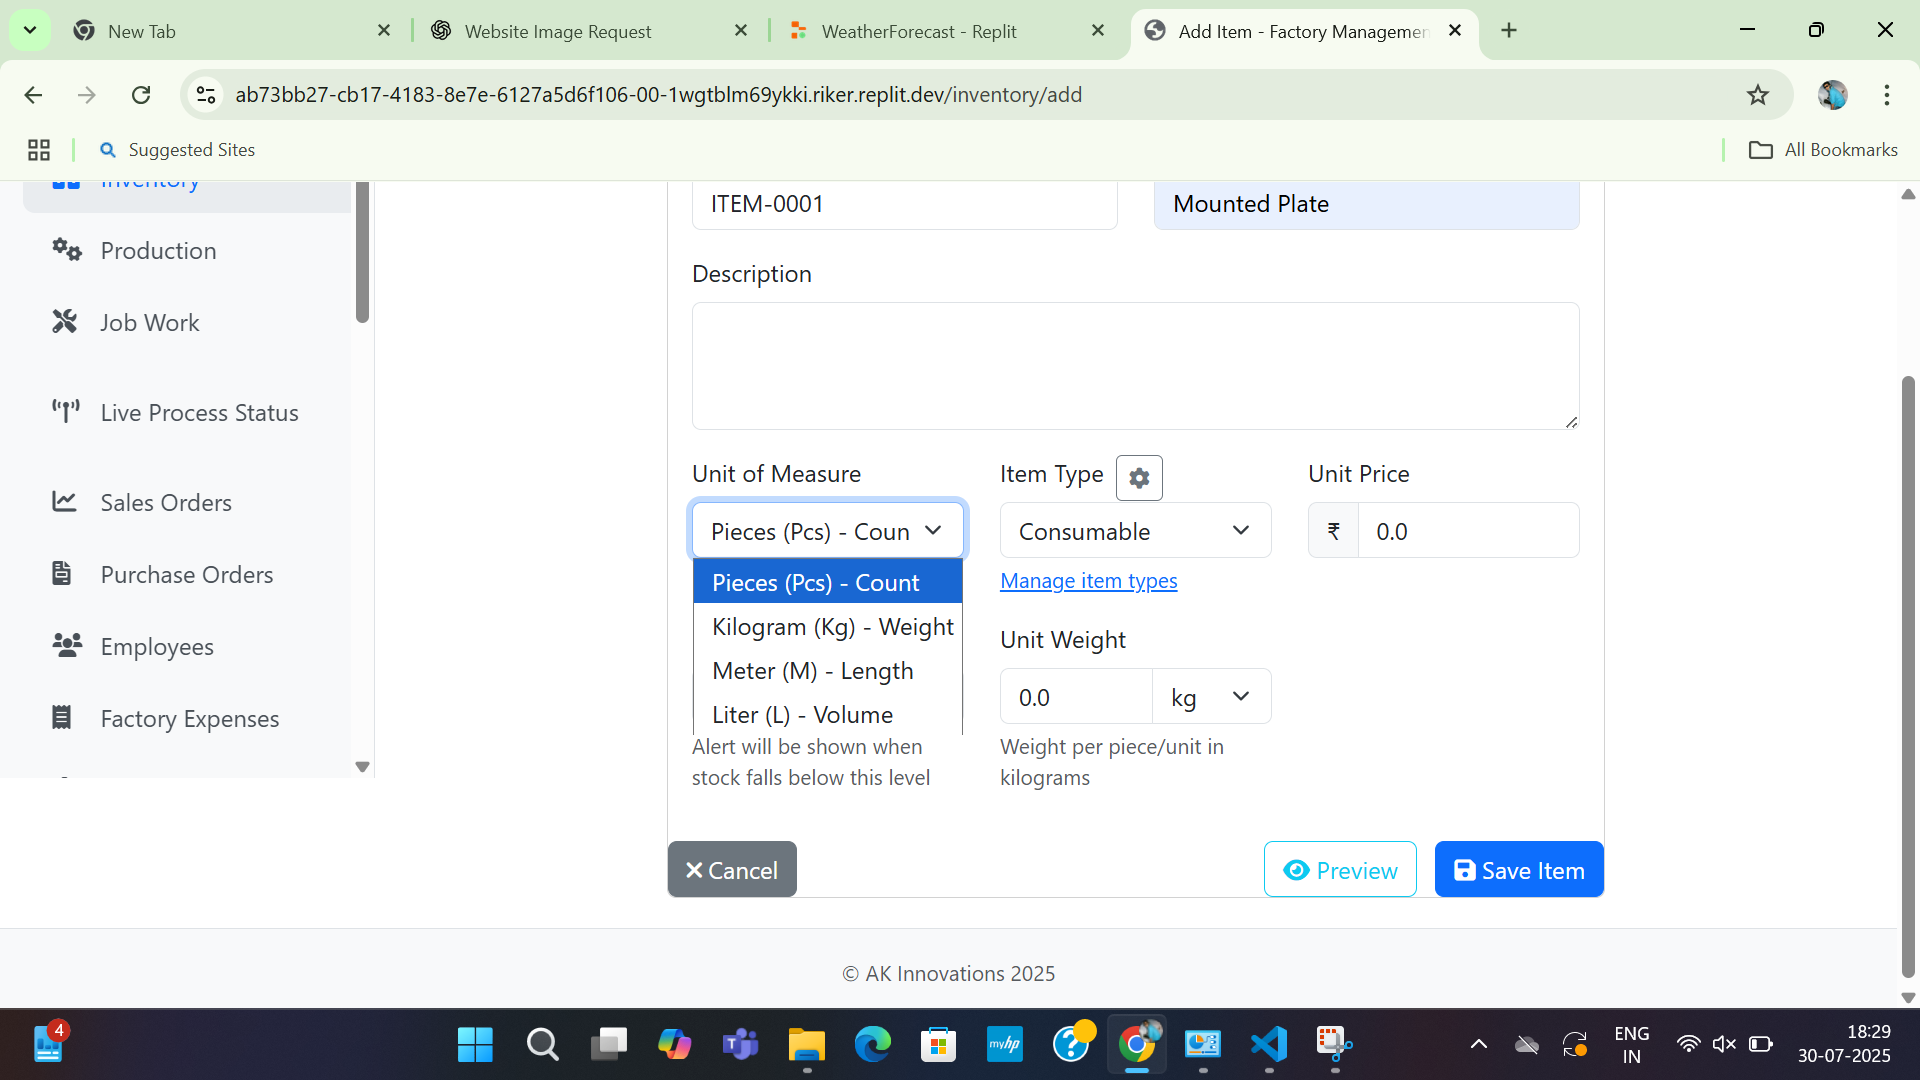 New Tab
Website Image Request
WeatherForecast - Replit
Add Item - Factory Managemen
ab73bb27-cb17-4183-8e7e-6127a5d6f106-00-1wgtblm69ykki.riker.replit.dev/inventory/add
Suggested Sites
All Bookmarks
Inventory
Production
Job Work
Live Process Status
Sales Orders
Purchase Orders
Employees
Factory Expenses
ITEM-0001
Mounted Plate
Description
Unit of Measure
Item Type
Unit Price
Pieces (Pcs) - Coun
Consumable
₹ 0.0
Pieces (Pcs) - Count
Kilogram (Kg) - Weight
Meter (M) - Length
Liter (L) - Volume
Manage item types
Unit Weight
0.0 kg
Alert will be shown when
stock falls below this level
Weight per piece/unit in
kilograms
Cancel
Preview
Save Item
© AK Innovations 2025
4
myhp
ENG
IN
18:29
30-07-2025